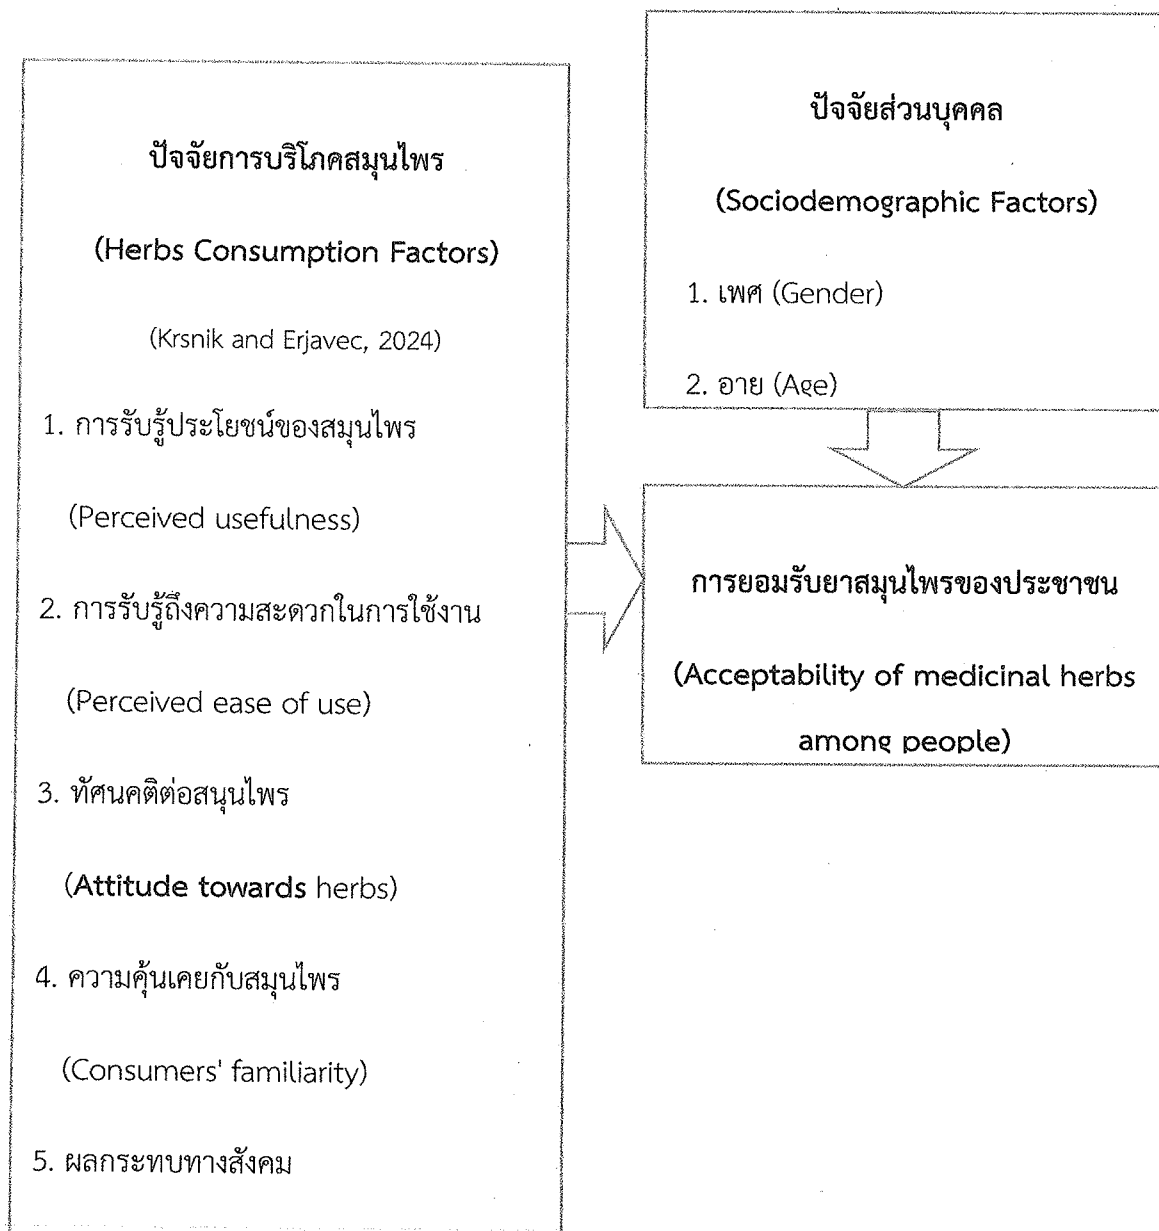 ปัจจัยการบริโภคสมุนไพร
(Herbs Consumption Factors)
(Krsnik and Erjavec, 2024)
1. การรับรู้ประโยชน์ของสมุนไพร
(Perceived usefulness)
2. การรับรู้ถึงความสะดวกในการใช้งาน
(Perceived ease of use)
3. ทัศนคติต่อสนุนไพร
(Attitude towards herbs)
4. ความคุ้นเคยกับสมุนไพร
(Consumers' familiarity)
5. ผลกระทบทางสังคม
ปัจจัยส่วนบุคคล
(Sociodemographic Factors)
1. เพศ (Gender)
2. อายุ (Age)
การยอมรับยาสมุนไพรของประชาชน
(Acceptability of medicinal herbs
among people)